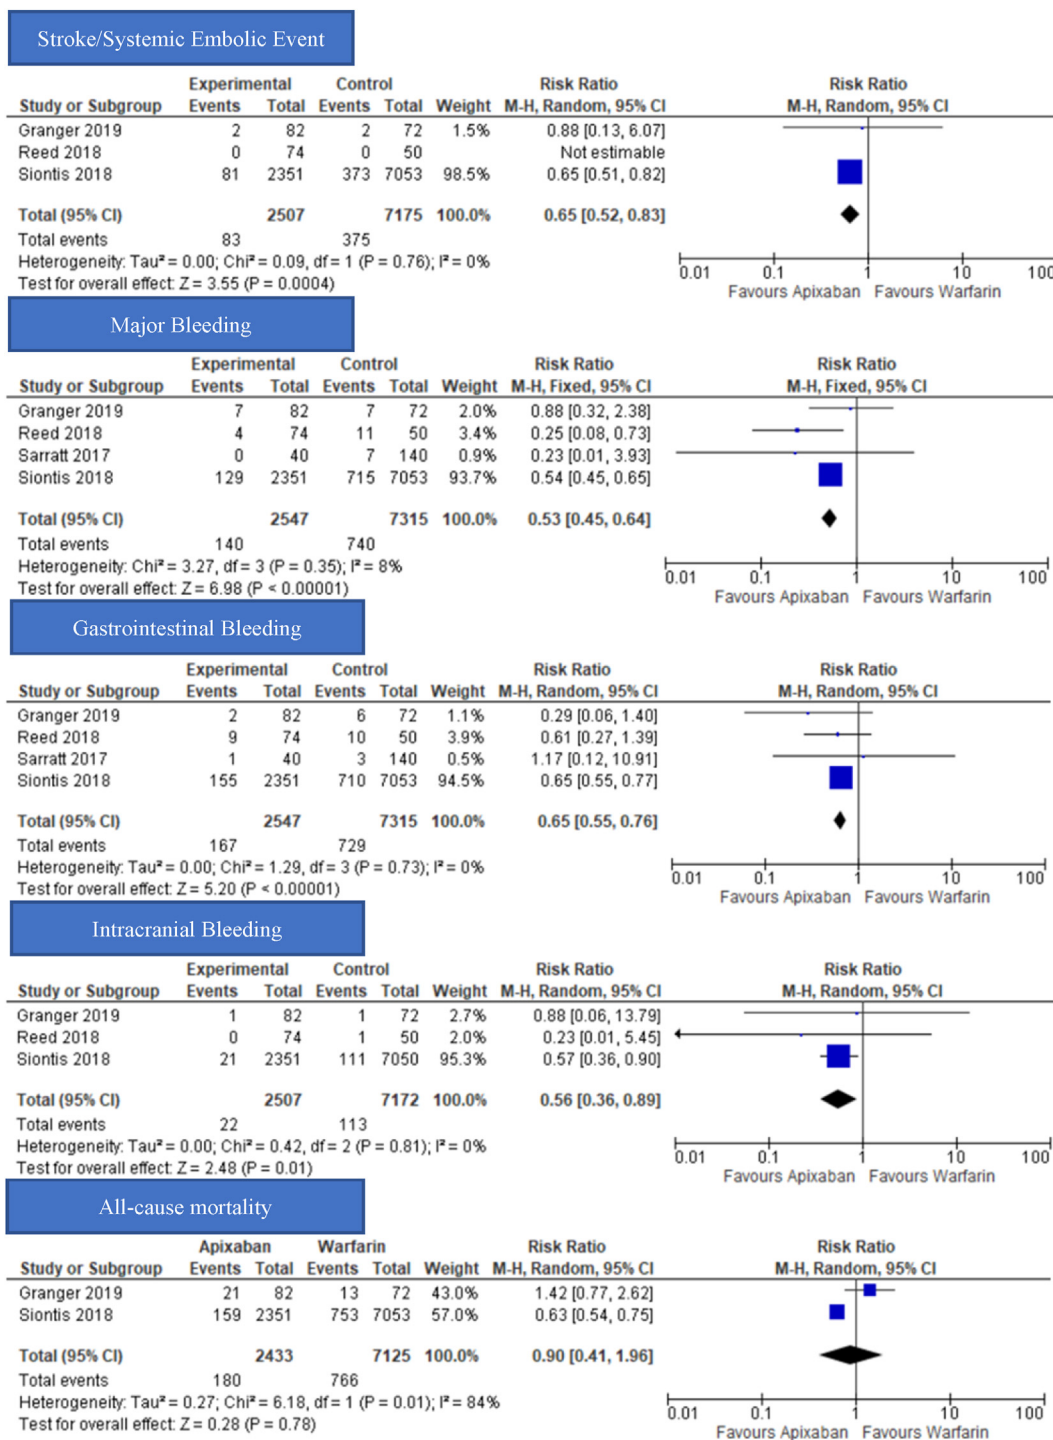 Stroke/Systemic Embolic Event
Experimental Control Risk Ratio Risk Ratio
Study or Subgroup Events Total Events Total Weight M-H, Random, 95% CI M-H, Random, 95% CI
Granger 2019 2 82 2 72 1.5% 0.88 [0.13, 6.07]
Reed 2018 0 74 0 50 Not estimable
Siontis 2018 81 2351 373 7053 98.5% 0.65 [0.51, 0.82]
Total (95% CI) 2507 7175 100.0% 0.65 [0.52, 0.83]
Total events 83 375
Heterogeneity: Tau² = 0.00; Chi² = 0.09, df = 1 (P = 0.76); I² = 0%
Test for overall effect: Z = 3.55 (P = 0.0004)
0.01 0.1 1 10 100
Favours Apixaban Favours Warfarin
Major Bleeding
Experimental Control Risk Ratio Risk Ratio
Study or Subgroup Events Total Events Total Weight M-H, Fixed, 95% CI M-H, Fixed, 95% CI
Granger 2019 7 82 7 72 2.0% 0.88 [0.32, 2.38]
Reed 2018 4 74 11 50 3.4% 0.25 [0.08, 0.73]
Sarratt 2017 0 40 7 140 0.9% 0.23 [0.01, 3.93]
Siontis 2018 129 2351 715 7053 93.7% 0.54 [0.45, 0.65]
Total (95% CI) 2547 7315 100.0% 0.53 [0.45, 0.64]
Total events 140 740
Heterogeneity: Chi² = 3.27, df = 3 (P = 0.35); I² = 8%
Test for overall effect: Z = 6.98 (P < 0.00001)
0.01 0.1 1 10 100
Favours Apixaban Favours Warfarin
Gastrointestinal Bleeding
Experimental Control Risk Ratio Risk Ratio
Study or Subgroup Events Total Events Total Weight M-H, Random, 95% CI M-H, Random, 95% CI
Granger 2019 2 82 6 72 1.1% 0.29 [0.06, 1.40]
Reed 2018 9 74 10 50 3.9% 0.61 [0.27, 1.39]
Sarratt 2017 1 40 3 140 0.5% 1.17 [0.12, 10.91]
Siontis 2018 155 2351 710 7053 94.5% 0.65 [0.55, 0.77]
Total (95% CI) 2547 7315 100.0% 0.65 [0.55, 0.76]
Total events 167 729
Heterogeneity: Tau² = 0.00; Chi² = 1.29, df = 3 (P = 0.73); I² = 0%
Test for overall effect: Z = 5.20 (P < 0.00001)
0.01 0.1 1 10 100
Favours Apixaban Favours Warfarin
Intracranial Bleeding
Experimental Control Risk Ratio Risk Ratio
Study or Subgroup Events Total Events Total Weight M-H, Random, 95% CI M-H, Random, 95% CI
Granger 2019 1 82 1 72 2.7% 0.88 [0.06, 13.79]
Reed 2018 0 74 1 50 2.0% 0.23 [0.01, 5.45]
Siontis 2018 21 2351 111 7050 95.3% 0.57 [0.36, 0.90]
Total (95% CI) 2507 7172 100.0% 0.56 [0.36, 0.89]
Total events 22 113
Heterogeneity: Tau² = 0.00; Chi² = 0.42, df = 2 (P = 0.81); I² = 0%
Test for overall effect: Z = 2.48 (P = 0.01)
0.01 0.1 1 10 100
Favours Apixaban Favours Warfarin
All-cause mortality
Apixaban Warfarin Risk Ratio Risk Ratio
Study or Subgroup Events Total Events Total Weight M-H, Random, 95% CI M-H, Random, 95% CI
Granger 2019 21 82 13 72 43.0% 1.42 [0.77, 2.62]
Siontis 2018 159 2351 753 7053 57.0% 0.63 [0.54, 0.75]
Total (95% CI) 2433 7125 100.0% 0.90 [0.41, 1.96]
Total events 180 766
Heterogeneity: Tau² = 0.27; Chi² = 6.18, df = 1 (P = 0.01); I² = 84%
Test for overall effect: Z = 0.28 (P = 0.78)
0.01 0.1 1 10 100
Favours Apixaban Favours Warfarin